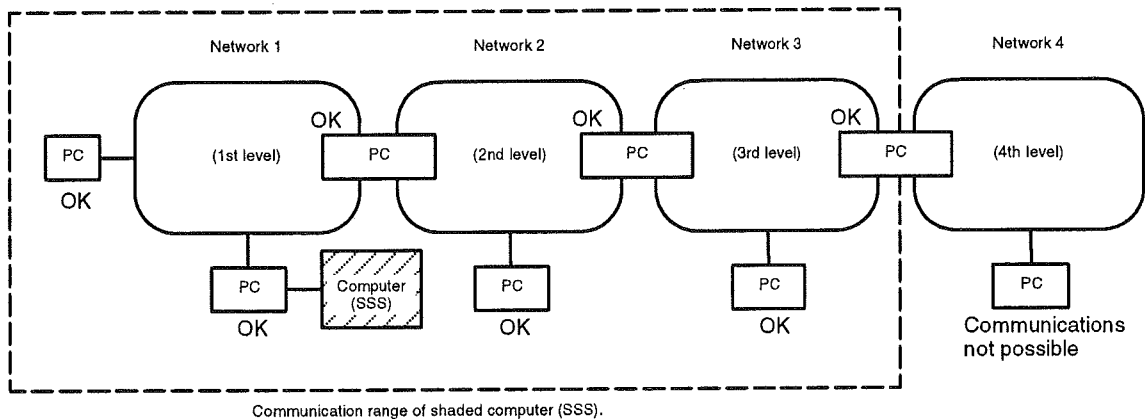 Network 1
Network 2
Network 3
Network 4
OK
OK
OK
PC
(1st level)
PC
(2nd level)
PC
(3rd level)
PC
(4th level)
OK
PC
Computer
(SSS)
PC
PC
PC
OK
OK
OK
Communications
not possible
Communication range of shaded computer (SSS).